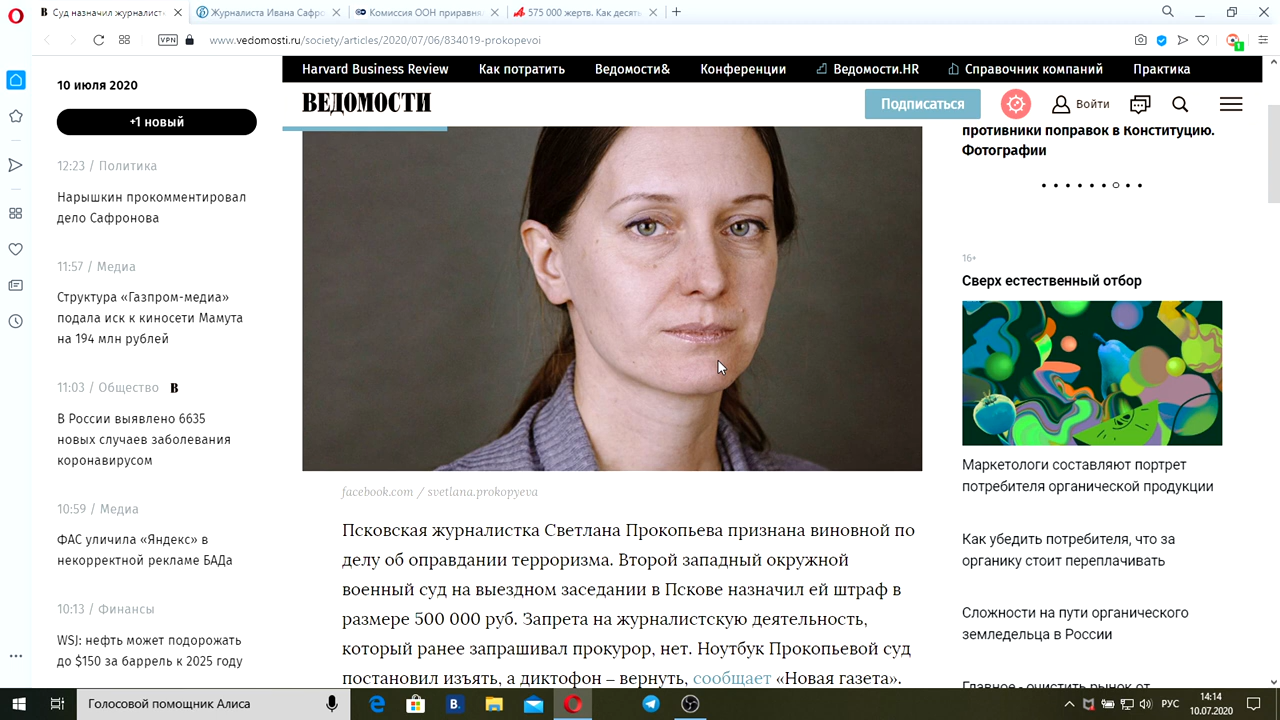 Суд назначил журналист
Журналиста Ивана Сафро
Комиссия ООН приравня
575 000 жертв. Как десять
VPN
www.vedomosti.ru/society/articles/2020/07/06/834019-prokopevoi
1
Harvard Business Review
Как потратить
Ведомости&
Конференции
Ведомости.HR
Справочник компаний
Практика
ВЕДОМОСТИ
Подписаться
Войти
10 июля 2020
+1 новый
12:23 / Политика
Нарышкин прокомментировал
дело Сафронова
11:57 / Медиа
Структура «Газпром-медиа»
подала иск к киносети Мамута
на 194 млн рублей
11:03 / Общество В
В России выявлено 6635
новых случаев заболевания
коронавирусом
10:59 / Медиа
ФАС уличила «Яндекс» в
некорректной рекламе БАДа
10:13 / Финансы
WSJ: нефть может подорожать
до $150 за баррель к 2025 году
facebook.com / svetlana.prokopyeva
Псковская журналистка Светлана Прокопьева признана виновной по
делу об оправдании терроризма. Второй западный окружной
военный суд на выездном заседании в Пскове назначил ей штраф в
размере 500 000 руб. Запрета на журналистскую деятельность,
который ранее запрашивал прокурор, нет. Ноутбук Прокопьевой суд
постановил изъять, а диктофон – вернуть, сообщает «Новая газета».
противники поправок в Конституцию.
Фотографии
16+
Сверх естественный отбор
Маркетологи составляют портрет
потребителя органической продукции
Как убедить потребителя, что за
органику стоит переплачивать
Сложности на пути органического
земледельца в России
Главное - очистить рынок от
Голосовой помощник Алиса
B.
РУС
14:14
10.07.2020